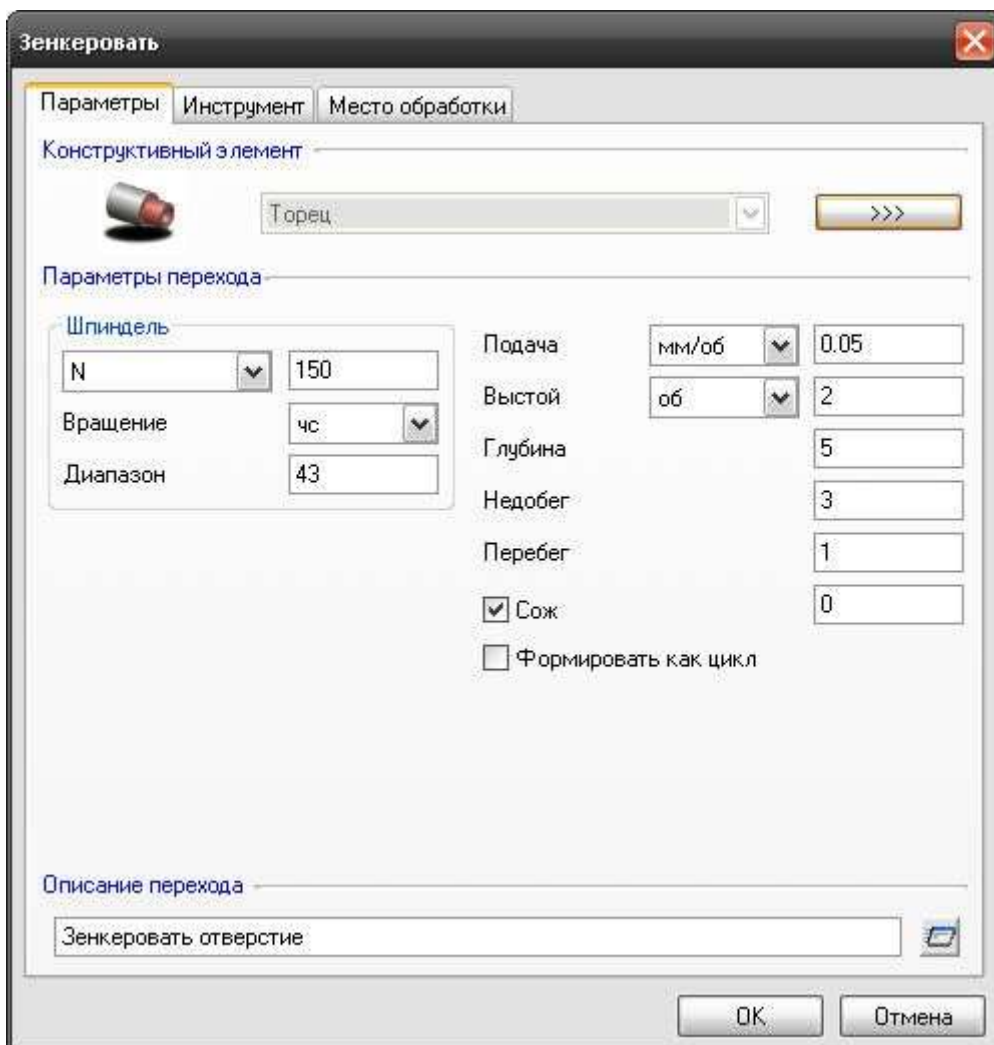 Зенкеровать
Параметры Инструмент Место обработки
Конструктивный элемент
Торец >>>
Параметры перехода
Шпиндель
N 150
Вращение чс
Диапазон 43
Подача мм/об 0.05
Выстой об 2
Глубина 5
Недобег 3
Перебег 1
Сож 0
Формировать как цикл
Описание перехода
Зенкеровать отверстие
OK Отмена